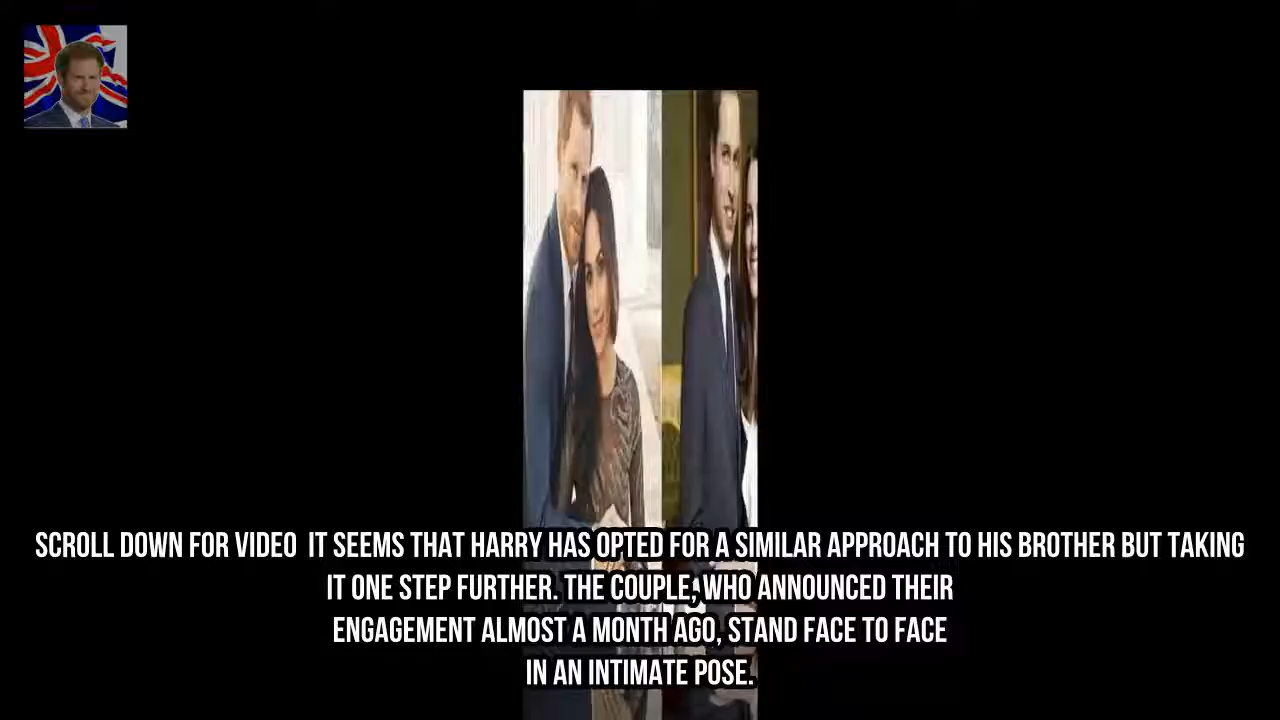 SCROLL DOWN FOR VIDEO  IT SEEMS THAT HARRY HAS OPTED FOR A SIMILAR APPROACH TO HIS BROTHER BUT TAKING
IT ONE STEP FURTHER. THE COUPLE, WHO ANNOUNCED THEIR
ENGAGEMENT ALMOST A MONTH AGO, STAND FACE TO FACE
IN AN INTIMATE POSE.